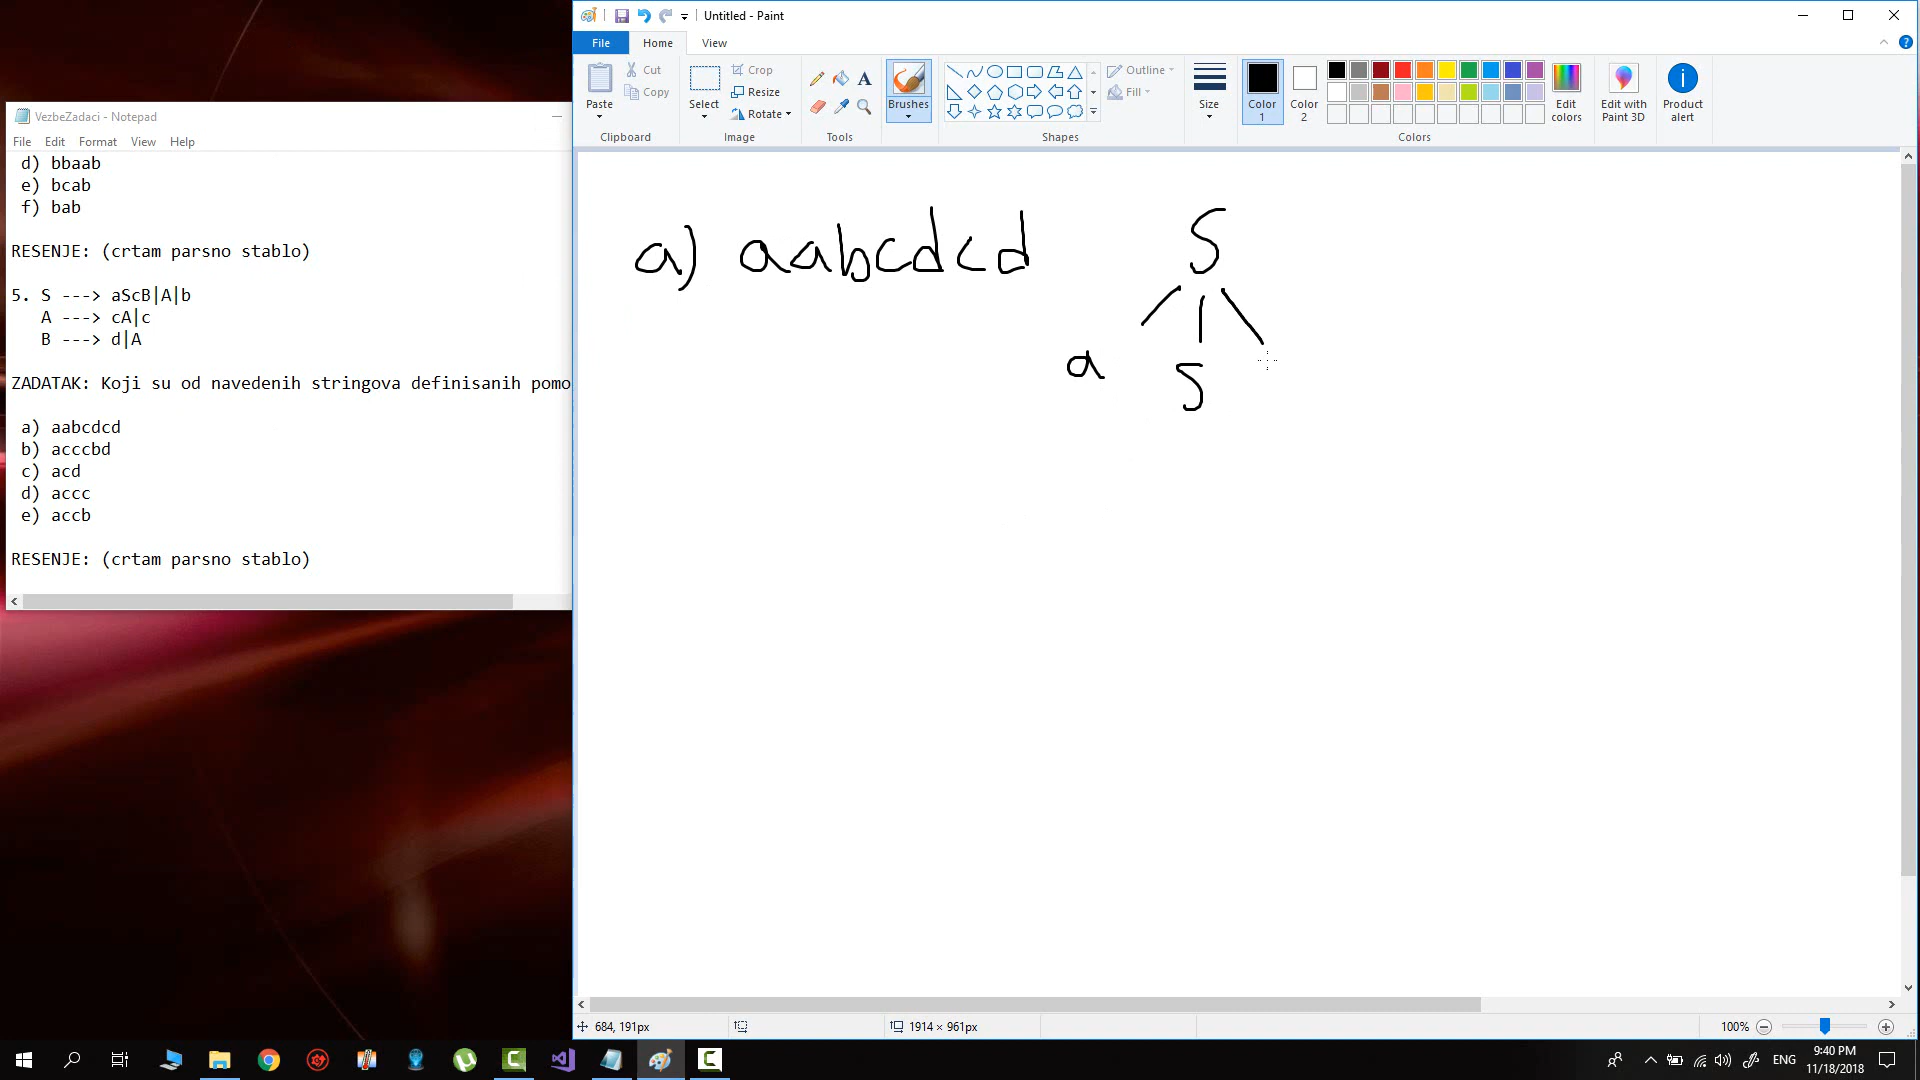 VezbeZadaci - Notepad
File Edit Format View Help
d) bbaab
e) bcab
f) bab
RESENJE: (crtam parsno stablo)
5. S ---> aScB|A|b
A ---> cA|c
B ---> d|A
ZADATAK: Koji su od navedenih stringova definisanih pomo
a) aabcdcd
b) acccbd
c) acd
d) accc
e) accb
RESENJE: (crtam parsno stablo)
Untitled - Paint
File Home View
Paste
Cut
Copy
Clipboard
Select
Crop
Resize
Rotate
Image
Tools
Brushes
Shapes
Outline
Fill
Size
Color 1
Color 2
Edit colors
Colors
Edit with Paint 3D
Product alert
a) aabcdcd
S
a S
684, 191px
1914 × 961px
100%
ENG
9:40 PM
11/18/2018